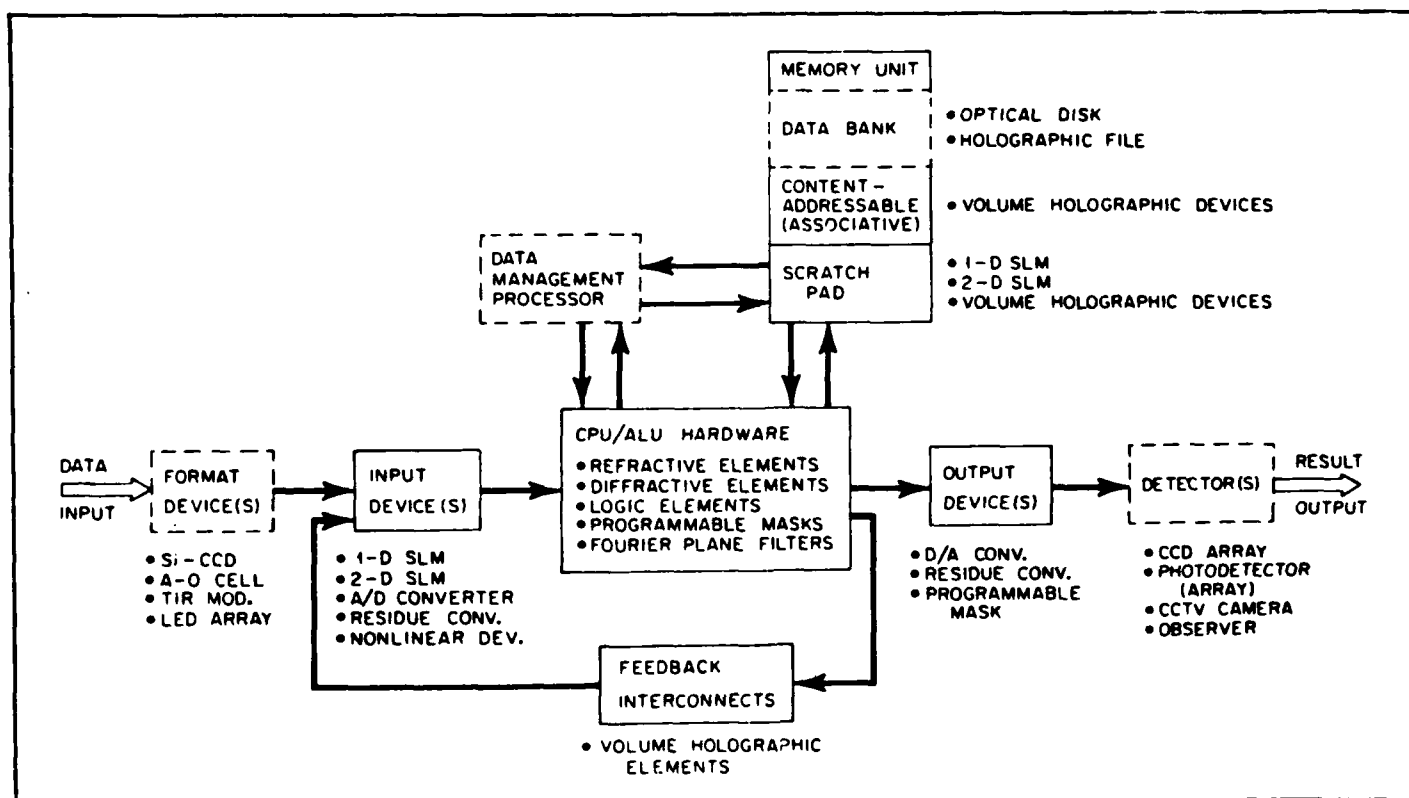 MEMORY UNIT
DATA BANK
• OPTICAL DISK
• HOLOGRAPHIC FILE
CONTENT-
ADDRESSABLE
(ASSOCIATIVE)
• VOLUME HOLOGRAPHIC DEVICES
DATA
MANAGEMENT
PROCESSOR
SCRATCH
PAD
• 1-D SLM
• 2-D SLM
• VOLUME HOLOGRAPHIC DEVICES
DATA
INPUT
FORMAT
DEVICE(S)
• Si-CCD
• A-O CELL
• TIR MOD.
• LED ARRAY
INPUT
DEVICE(S)
• 1-D SLM
• 2-D SLM
• A/D CONVERTER
• RESIDUE CONV.
• NONLINEAR DEV.
CPU/ALU HARDWARE
• REFRACTIVE ELEMENTS
• DIFFRACTIVE ELEMENTS
• LOGIC ELEMENTS
• PROGRAMMABLE MASKS
• FOURIER PLANE FILTERS
OUTPUT
DEVICE(S)
• D/A CONV.
• RESIDUE CONV.
• PROGRAMMABLE
MASK
DETECTOR(S)
• CCD ARRAY
• PHOTODETECTOR
(ARRAY)
• CCTV CAMERA
• OBSERVER
RESULT
OUTPUT
FEEDBACK
INTERCONNECTS
• VOLUME HOLOGRAPHIC
ELEMENTS